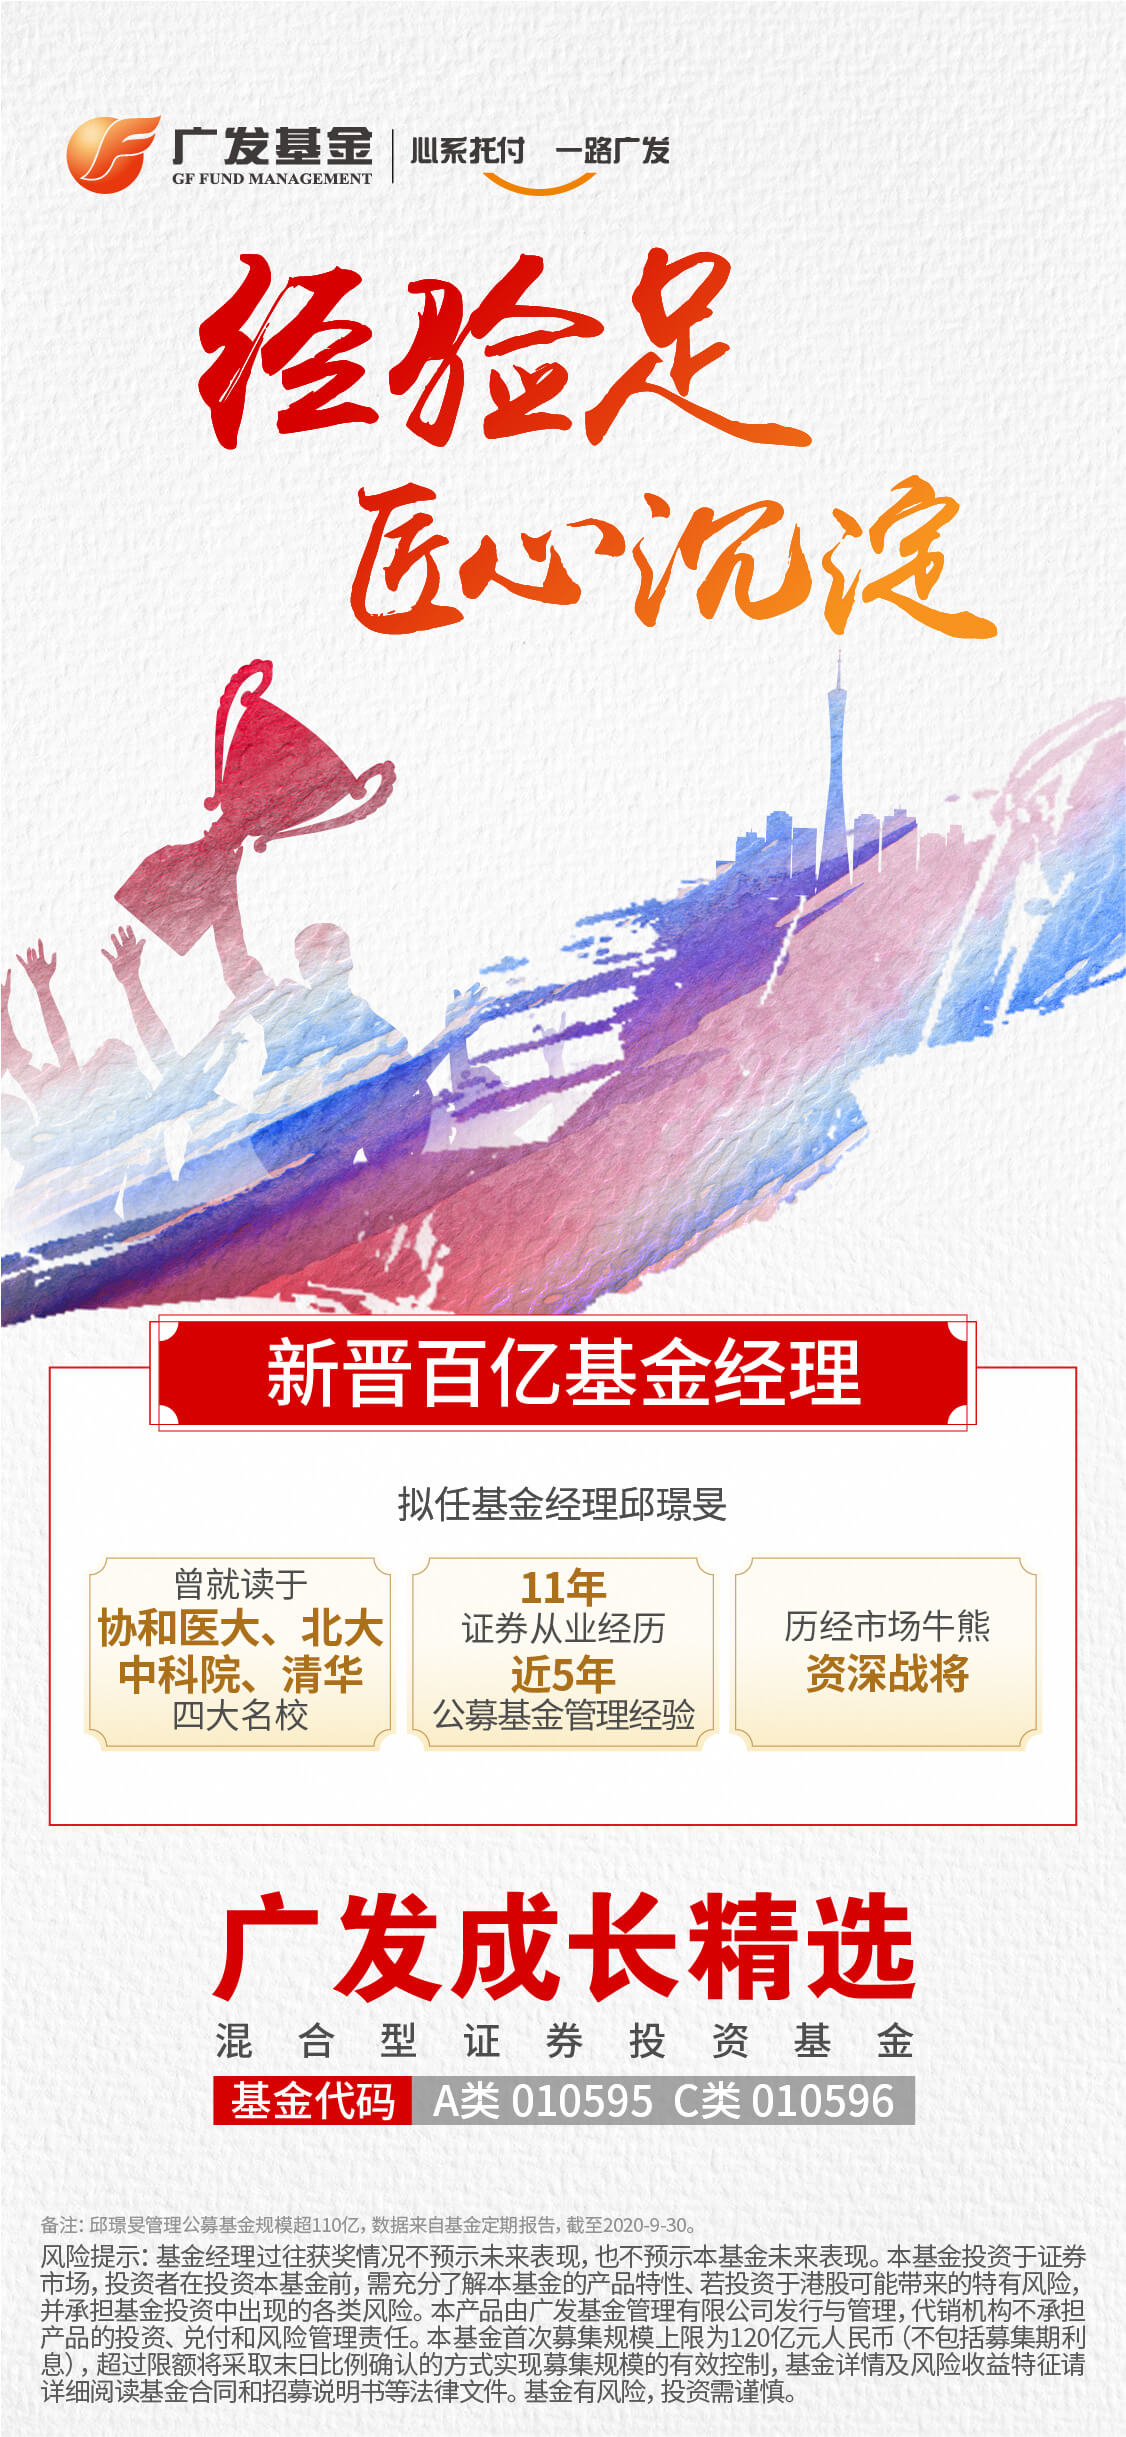 广发基金
GF FUND MANAGEMENT
心系托付 一路广发
经验足
匠心沉淀
新晋百亿基金经理
拟任基金经理邱璟旻
曾就读于
协和医大、北大
中科院、清华
四大名校
11年
证券从业经历
近5年
公募基金管理经验
历经市场牛熊
资深战将
广发成长精选
混合型证券投资基金
基金代码 A类 010595 C类 010596
备注：邱璟旻管理公募基金规模超110亿，数据来自基金定期报告，截至2020-9-30。
风险提示：基金经理过往获奖情况不预示未来表现，也不预示本基金未来表现。本基金投资于证券
市场，投资者在投资本基金前，需充分了解本基金的产品特性、若投资于港股可能带来的特有风险，
并承担基金投资中出现的各类风险。本产品由广发基金管理有限公司发行与管理，代销机构不承担
产品的投资、兑付和风险管理责任。本基金首次募集规模上限为120亿元人民币（不包括募集期利
息），超过限额将采取末日比例确认的方式实现募集规模的有效控制，基金详情及风险收益特征请
详细阅读基金合同和招募说明书等法律文件。基金有风险，投资需谨慎。